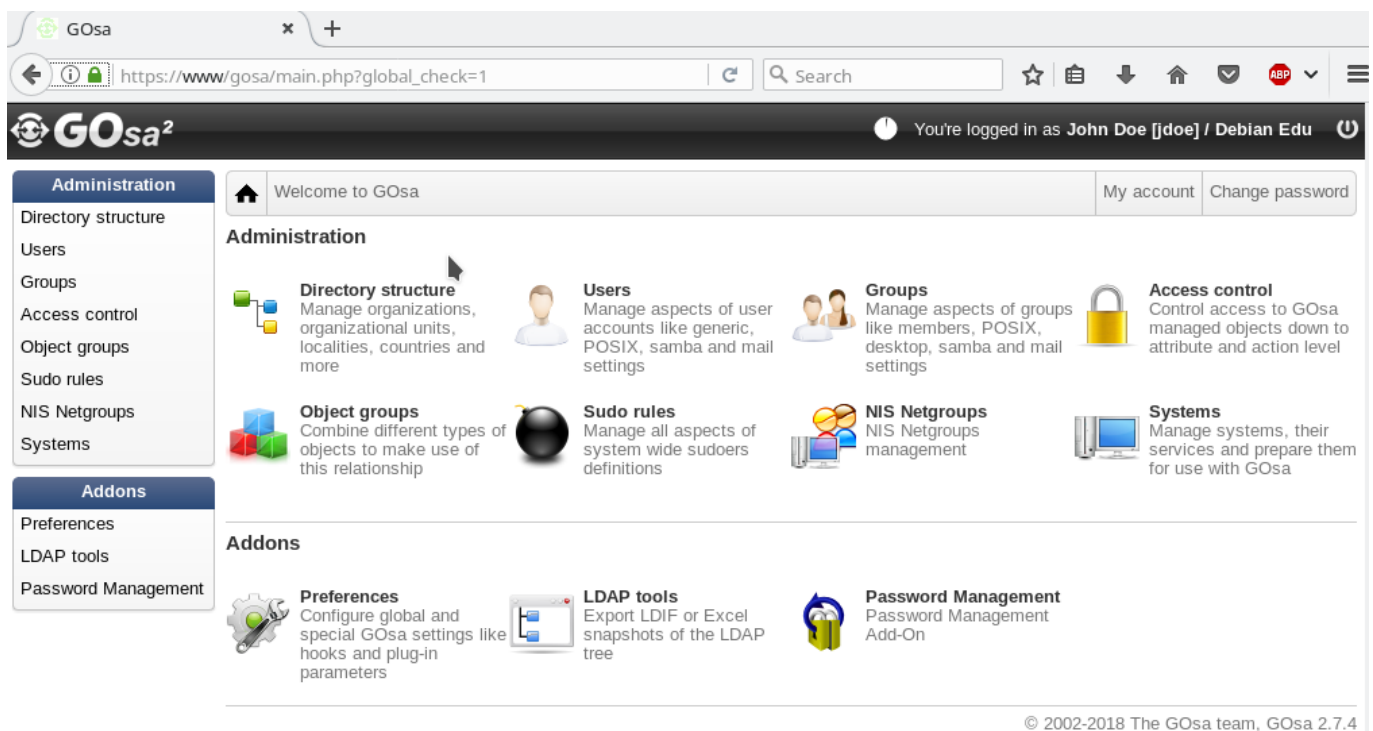 GOsa
https://www/gosa/main.php?global_check=1
Search
ABP
GOsa²
You're logged in as John Doe [jdoe] / Debian Edu
Administration
Directory structure
Users
Groups
Access control
Object groups
Sudo rules
NIS Netgroups
Systems
Addons
Preferences
LDAP tools
Password Management
Welcome to GOsa
My account
Change password
Administration
Directory structure
Manage organizations,
organizational units,
localities, countries and
more
Users
Manage aspects of user
accounts like generic,
POSIX, samba and mail
settings
Groups
Manage aspects of groups
like members, POSIX,
desktop, samba and mail
settings
Access control
Control access to GOsa
managed objects down to
attribute and action level
Object groups
Combine different types of
objects to make use of
this relationship
Sudo rules
Manage all aspects of
system wide sudoers
definitions
NIS Netgroups
NIS Netgroups
management
Systems
Manage systems, their
services and prepare them
for use with GOsa
Addons
Preferences
Configure global and
special GOsa settings like
hooks and plug-in
parameters
LDAP tools
Export LDIF or Excel
snapshots of the LDAP
tree
Password Management
Password Management
Add-On
© 2002-2018 The GOsa team, GOsa 2.7.4